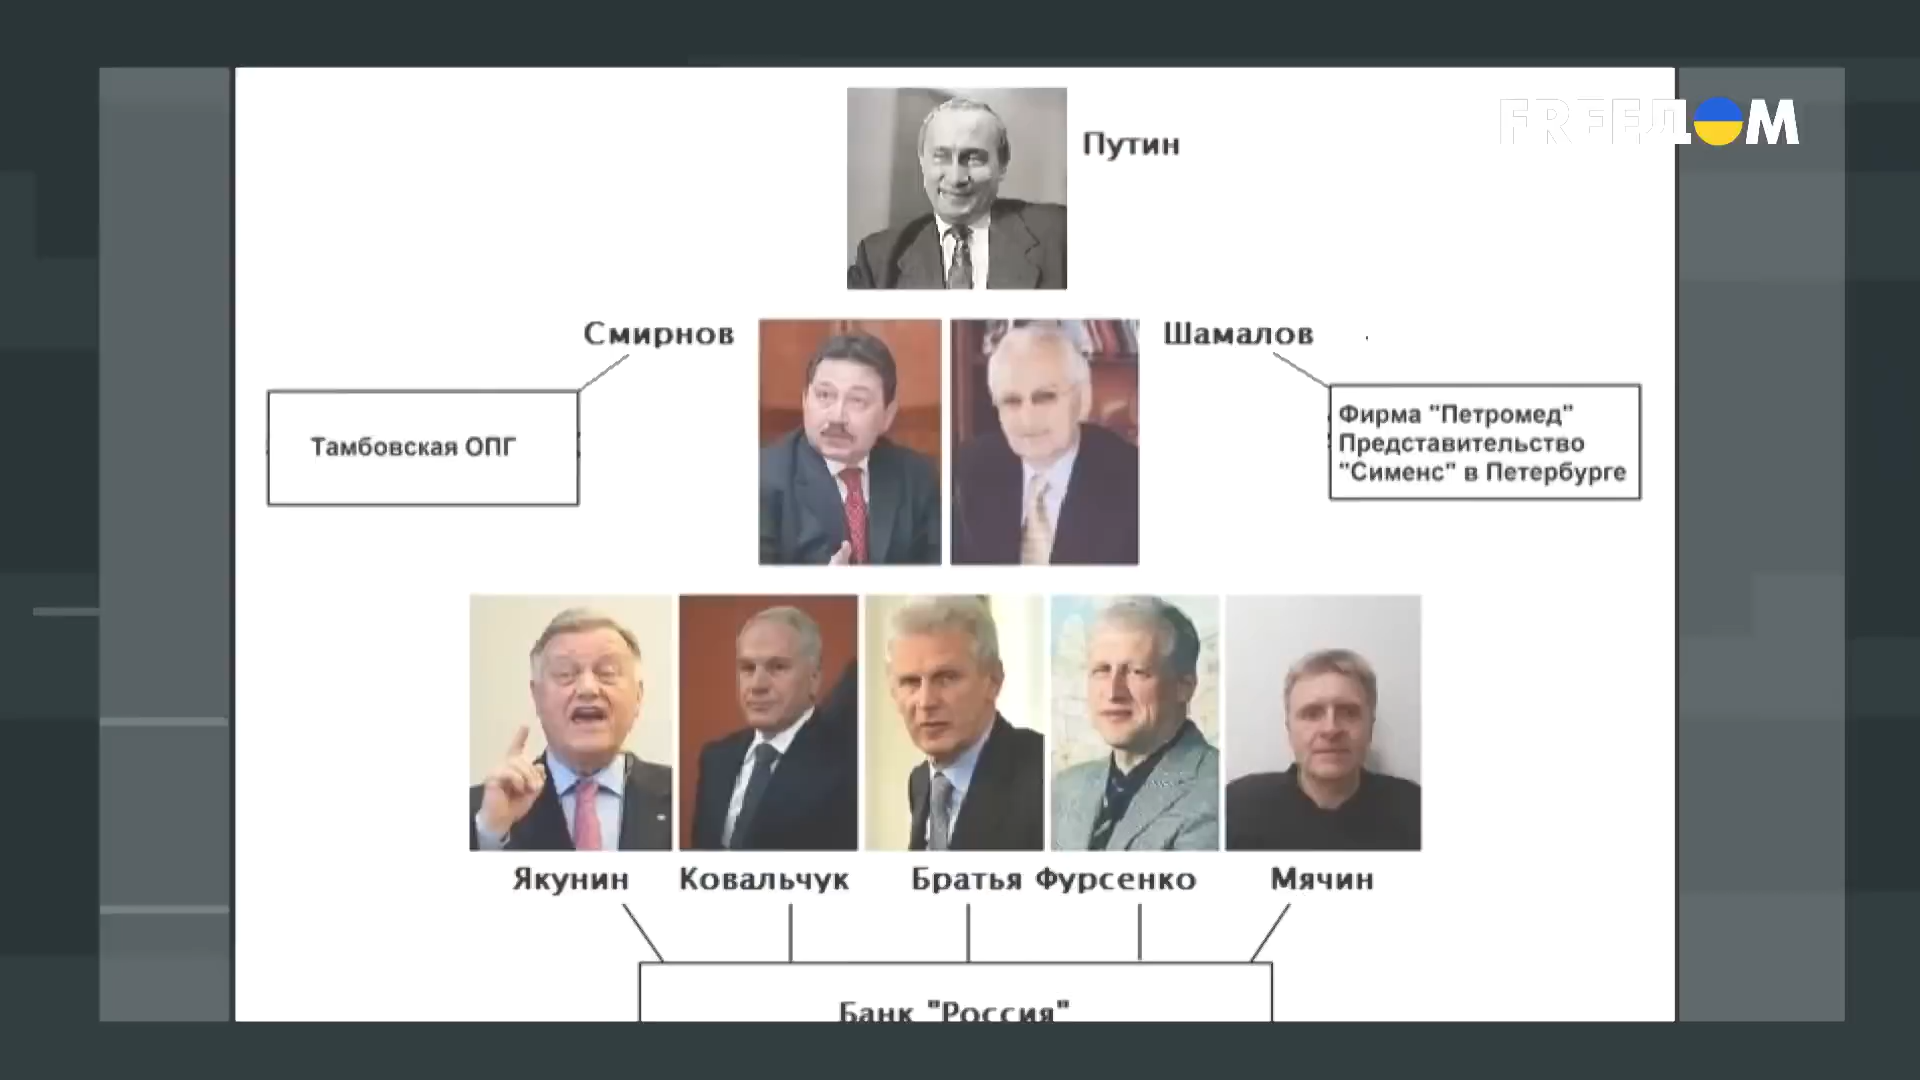 FREEДOM
Путин
Смирнов
Шамалов
Тамбовская ОПГ
Фирма "Петромед"
Представительство
"Сименс" в Петербурге
Якунин
Ковальчук
Братья Фурсенко
Мячин
Банк "Россия"